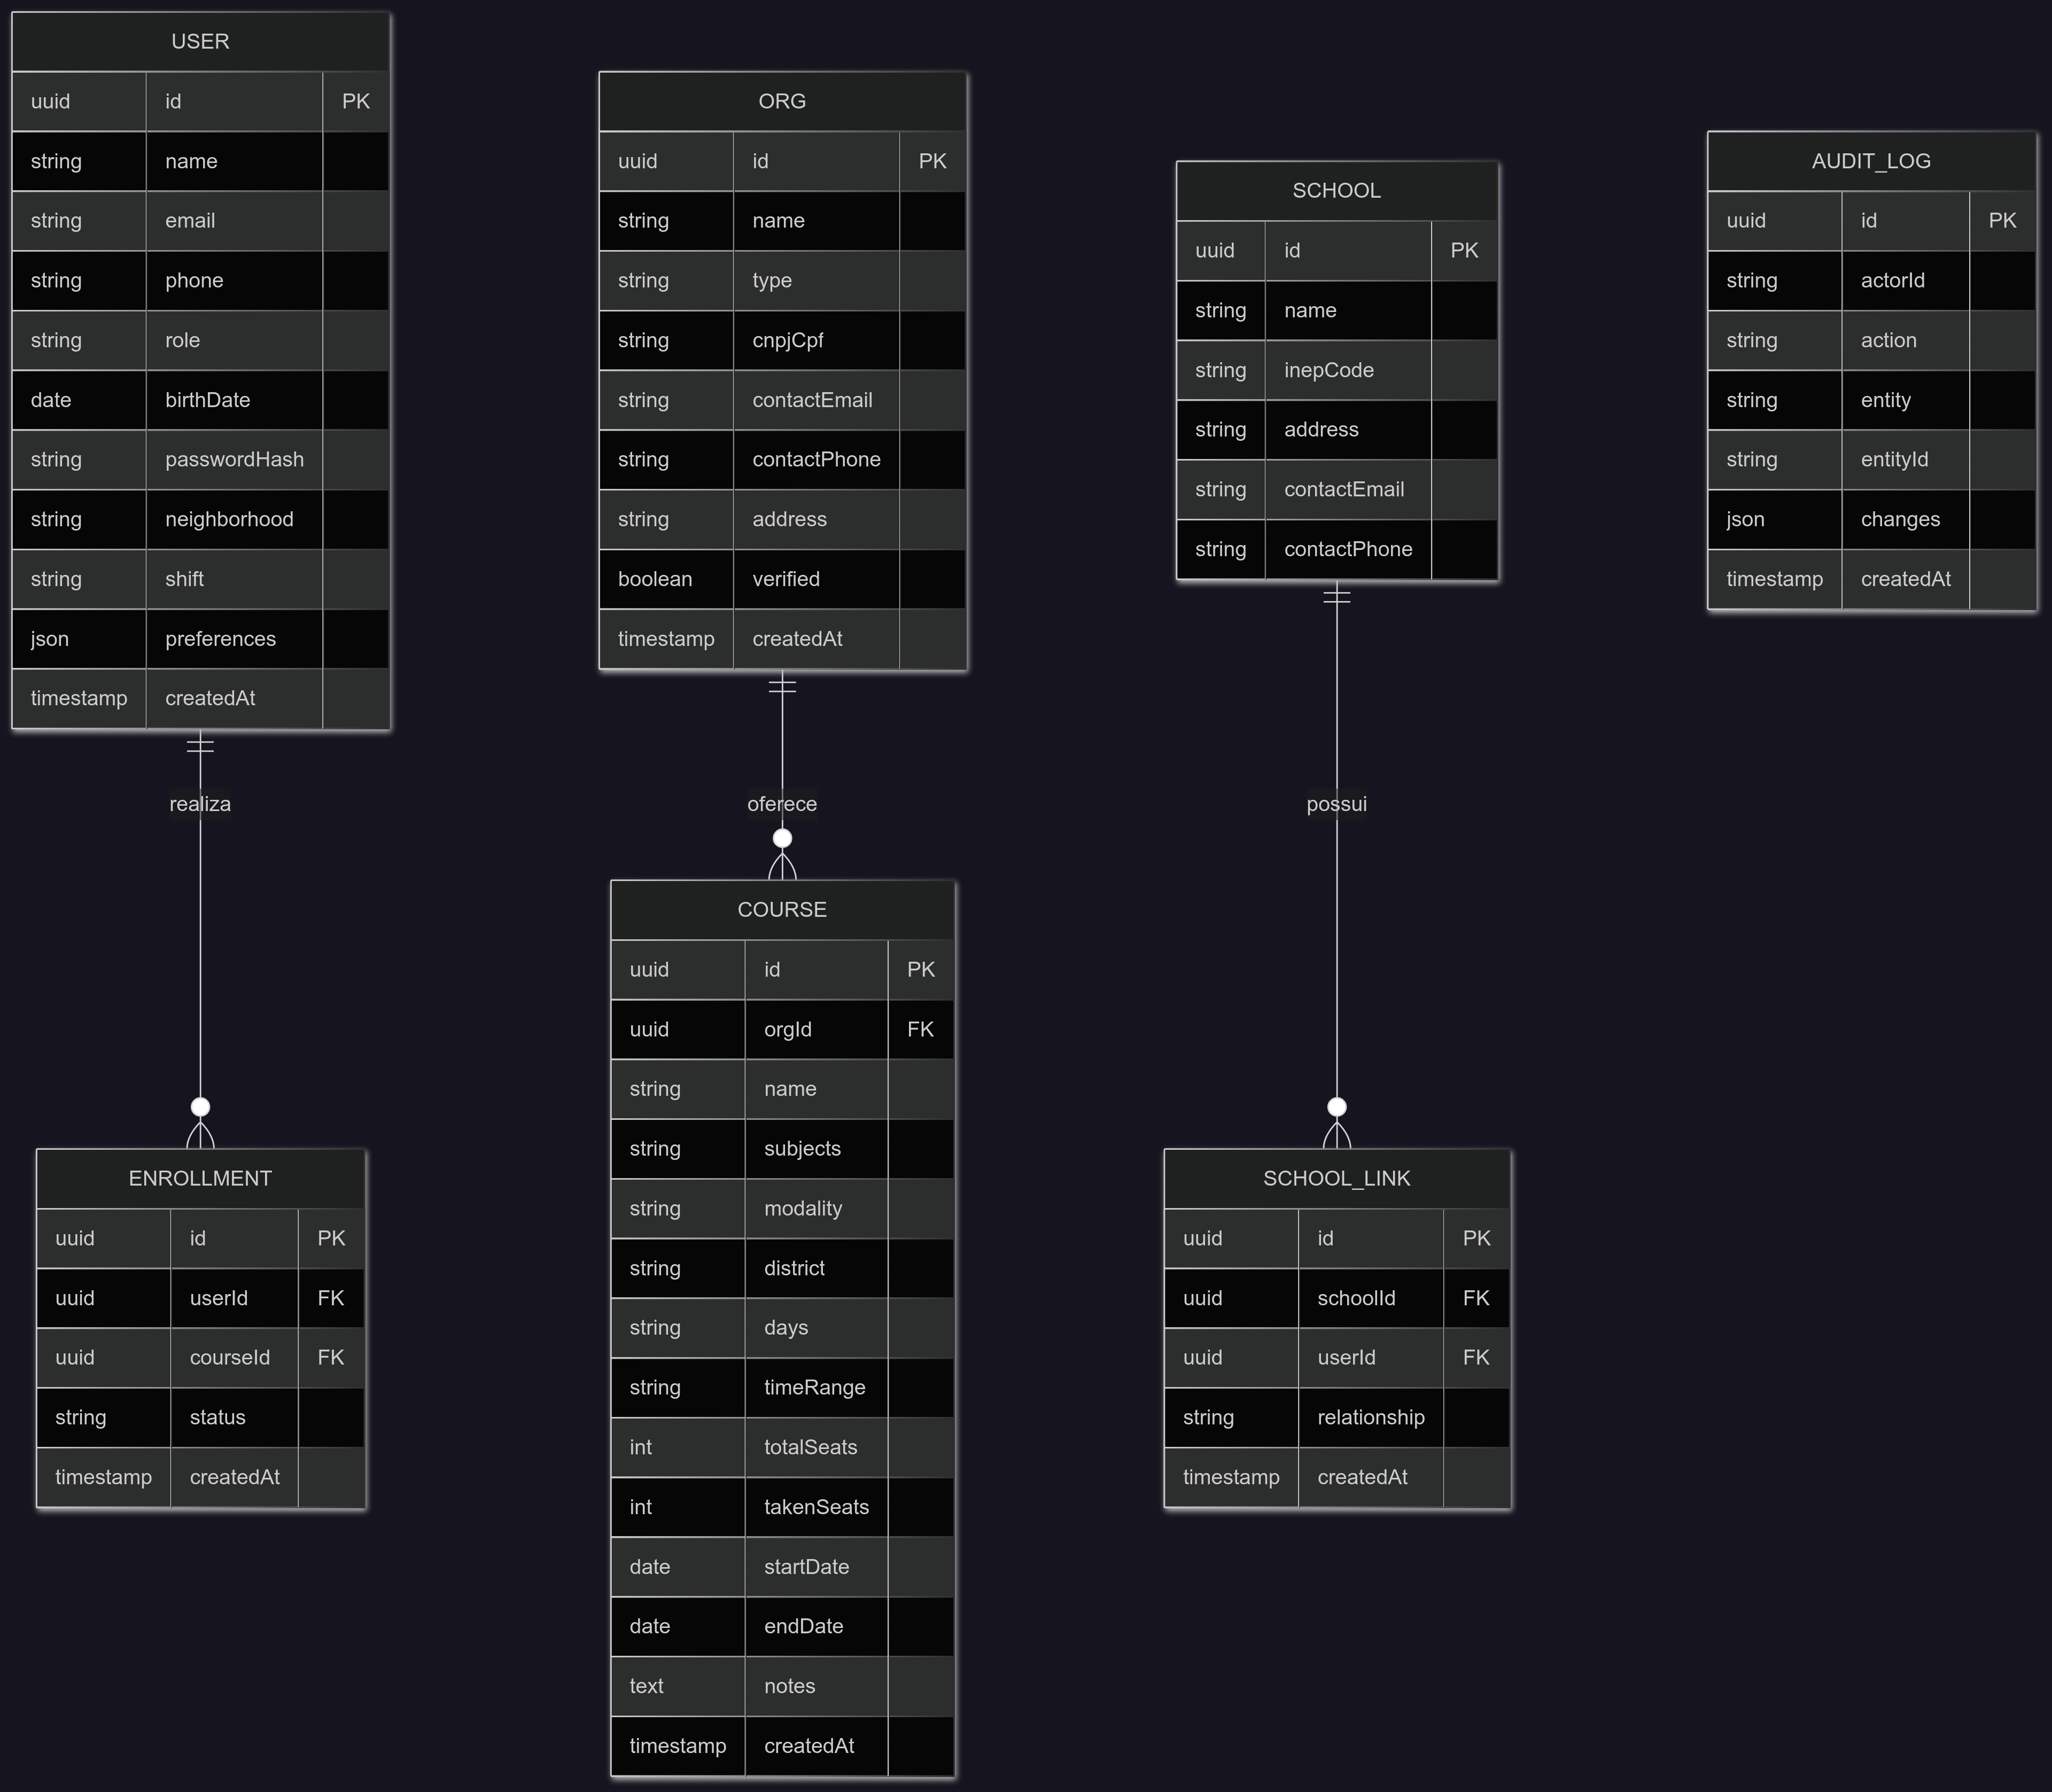 USER
uuid id PK
string name
string email
string phone
string role
date birthDate
string passwordHash
string neighborhood
string shift
json preferences
timestamp createdAt
realiza
ENROLLMENT
uuid id PK
uuid userId FK
uuid courseId FK
string status
timestamp createdAt
ORG
uuid id PK
string name
string type
string cnpjCpf
string contactEmail
string contactPhone
string address
boolean verified
timestamp createdAt
oferece
COURSE
uuid id PK
uuid orgId FK
string name
string subjects
string modality
string district
string days
string timeRange
int totalSeats
int takenSeats
date startDate
date endDate
text notes
timestamp createdAt
SCHOOL
uuid id PK
string name
string inepCode
string address
string contactEmail
string contactPhone
possui
SCHOOL_LINK
uuid id PK
uuid schoolId FK
uuid userId FK
string relationship
timestamp createdAt
AUDIT_LOG
uuid id PK
string actorId
string action
string entity
string entityId
json changes
timestamp createdAt